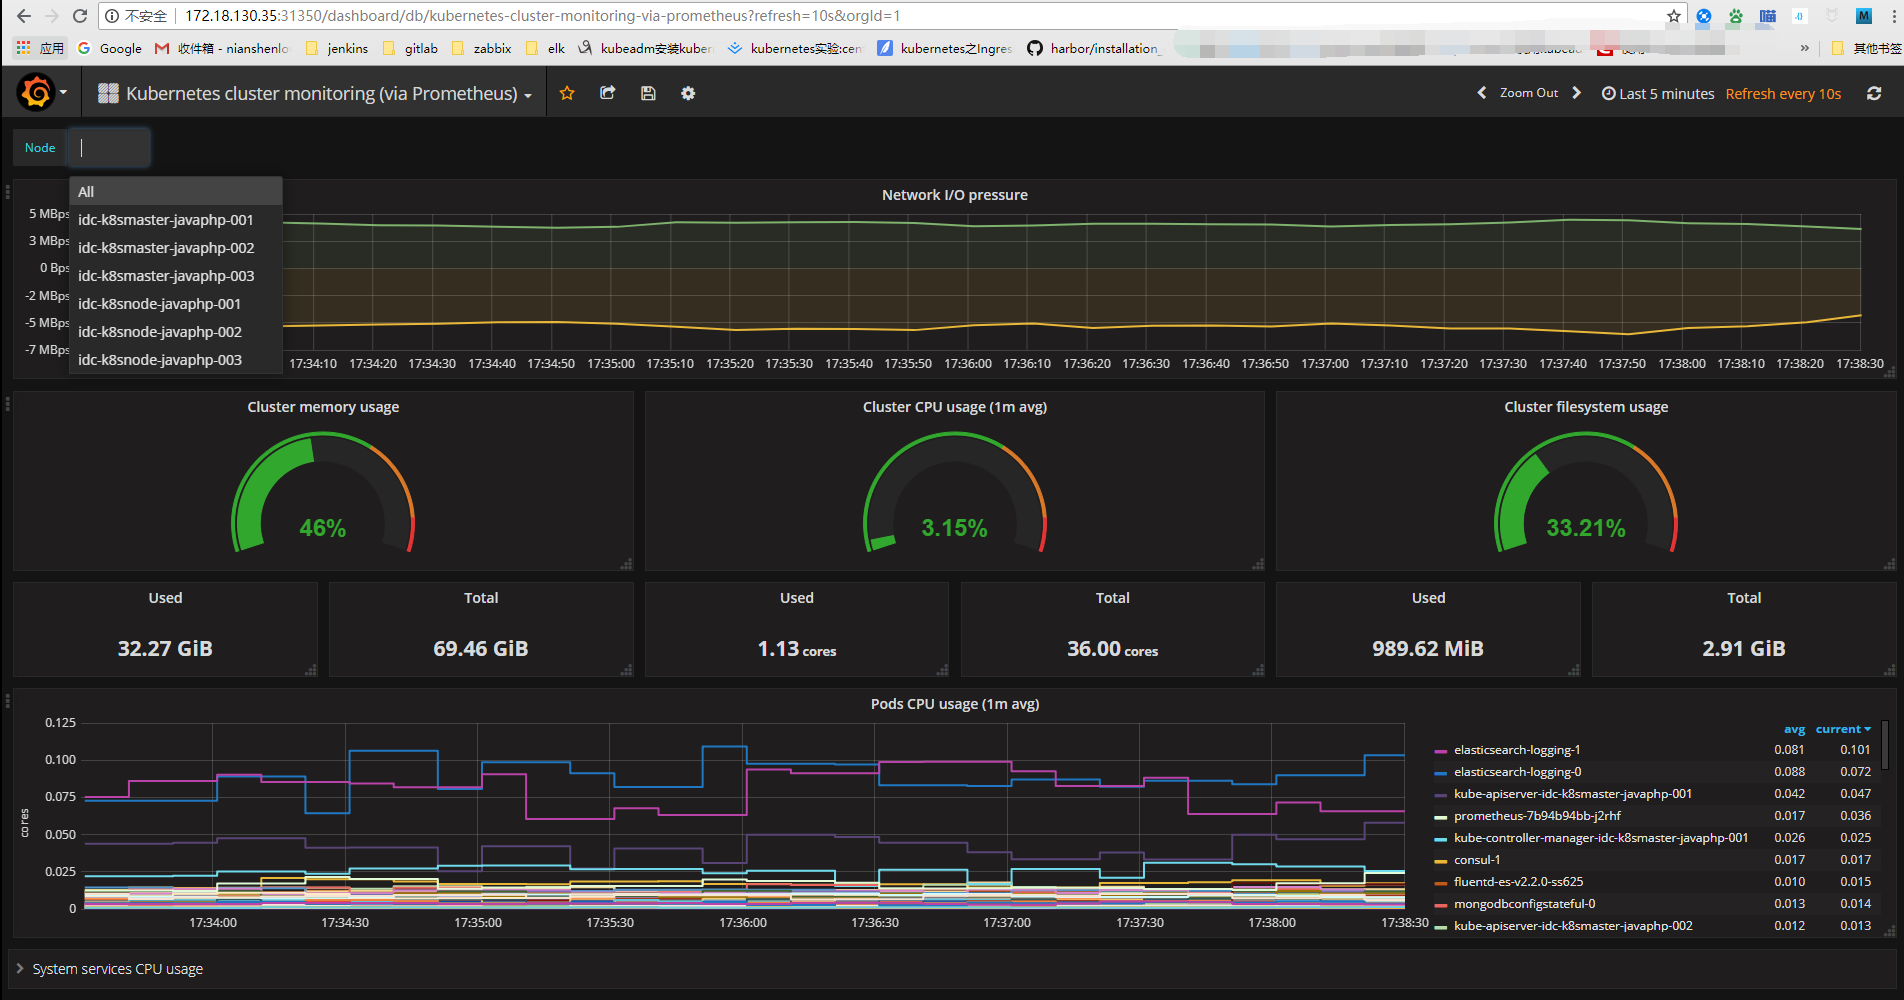 不安全 172.18.130.35:31350/dashboard/db/kubernetes-cluster-monitoring-via-prometheus?refresh=10s&orgId=1
应用 Google 收件箱 - nianshenlo jenkins gitlab zabbix elk kubeadm安装kuber kubernetes实验:cen kubernetes之Ingres harbor/installation_ » 其他书签
Kubernetes cluster monitoring (via Prometheus) Zoom Out Last 5 minutes Refresh every 10s
Node
All
idc-k8smaster-javaphp-001
idc-k8smaster-javaphp-002
idc-k8smaster-javaphp-003
idc-k8snode-javaphp-001
idc-k8snode-javaphp-002
idc-k8snode-javaphp-003
Network I/O pressure
5 MBps
3 MBps
0 Bps
-2 MBps
-5 MBps
-7 MBps
17:34:10 17:34:20 17:34:30 17:34:40 17:34:50 17:35:00 17:35:10 17:35:20 17:35:30 17:35:40 17:35:50 17:36:00 17:36:10 17:36:20 17:36:30 17:36:40 17:36:50 17:37:00 17:37:10 17:37:20 17:37:30 17:37:40 17:37:50 17:38:00 17:38:10 17:38:20 17:38:30
Cluster memory usage
46%
Cluster CPU usage (1m avg)
3.15%
Cluster filesystem usage
33.21%
Used
32.27 GiB
Total
69.46 GiB
Used
1.13 cores
Total
36.00 cores
Used
989.62 MiB
Total
2.91 GiB
Pods CPU usage (1m avg)
cores
0.125
0.100
0.075
0.050
0.025
0
17:34:00 17:34:30 17:35:00 17:35:30 17:36:00 17:36:30 17:37:00 17:37:30 17:38:00 17:38:30
avg current
elasticsearch-logging-1 0.081 0.101
elasticsearch-logging-0 0.088 0.072
kube-apiserver-idc-k8smaster-javaphp-001 0.042 0.047
prometheus-7b94b94bb-j2rhf 0.017 0.036
kube-controller-manager-idc-k8smaster-javaphp-001 0.026 0.025
consul-1 0.017 0.017
fluentd-es-v2.2.0-ss625 0.010 0.015
mongodbconfigstateful-0 0.013 0.014
kube-apiserver-idc-k8smaster-javaphp-002 0.012 0.013
System services CPU usage